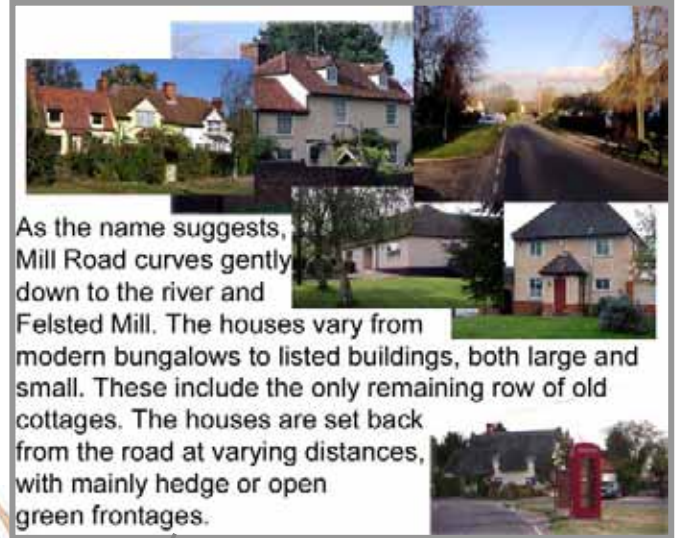 As the name suggests,
Mill Road curves gently
down to the river and
Felsted Mill. The houses vary from
modern bungalows to listed buildings, both large and
small. These include the only remaining row of old
cottages. The houses are set back
from the road at varying distances,
with mainly hedge or open
green frontages.